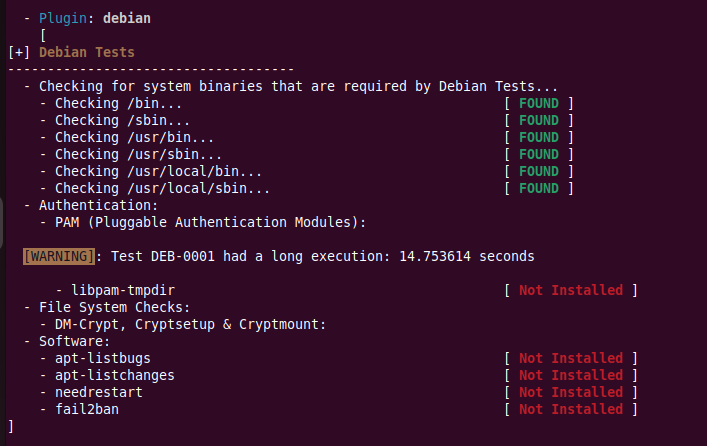 - Plugin: debian
[
[+] Debian Tests
------------------------------------
- Checking for system binaries that are required by Debian Tests...
- Checking /bin... [ FOUND ]
- Checking /sbin... [ FOUND ]
- Checking /usr/bin... [ FOUND ]
- Checking /usr/sbin... [ FOUND ]
- Checking /usr/local/bin... [ FOUND ]
- Checking /usr/local/sbin... [ FOUND ]
- Authentication:
- PAM (Pluggable Authentication Modules):
[WARNING]: Test DEB-0001 had a long execution: 14.753614 seconds
- libpam-tmpdir [ Not Installed ]
- File System Checks:
- DM-Crypt, Cryptsetup & Cryptmount:
- Software:
- apt-listbugs [ Not Installed ]
- apt-listchanges [ Not Installed ]
- needrestart [ Not Installed ]
- fail2ban [ Not Installed ]
]